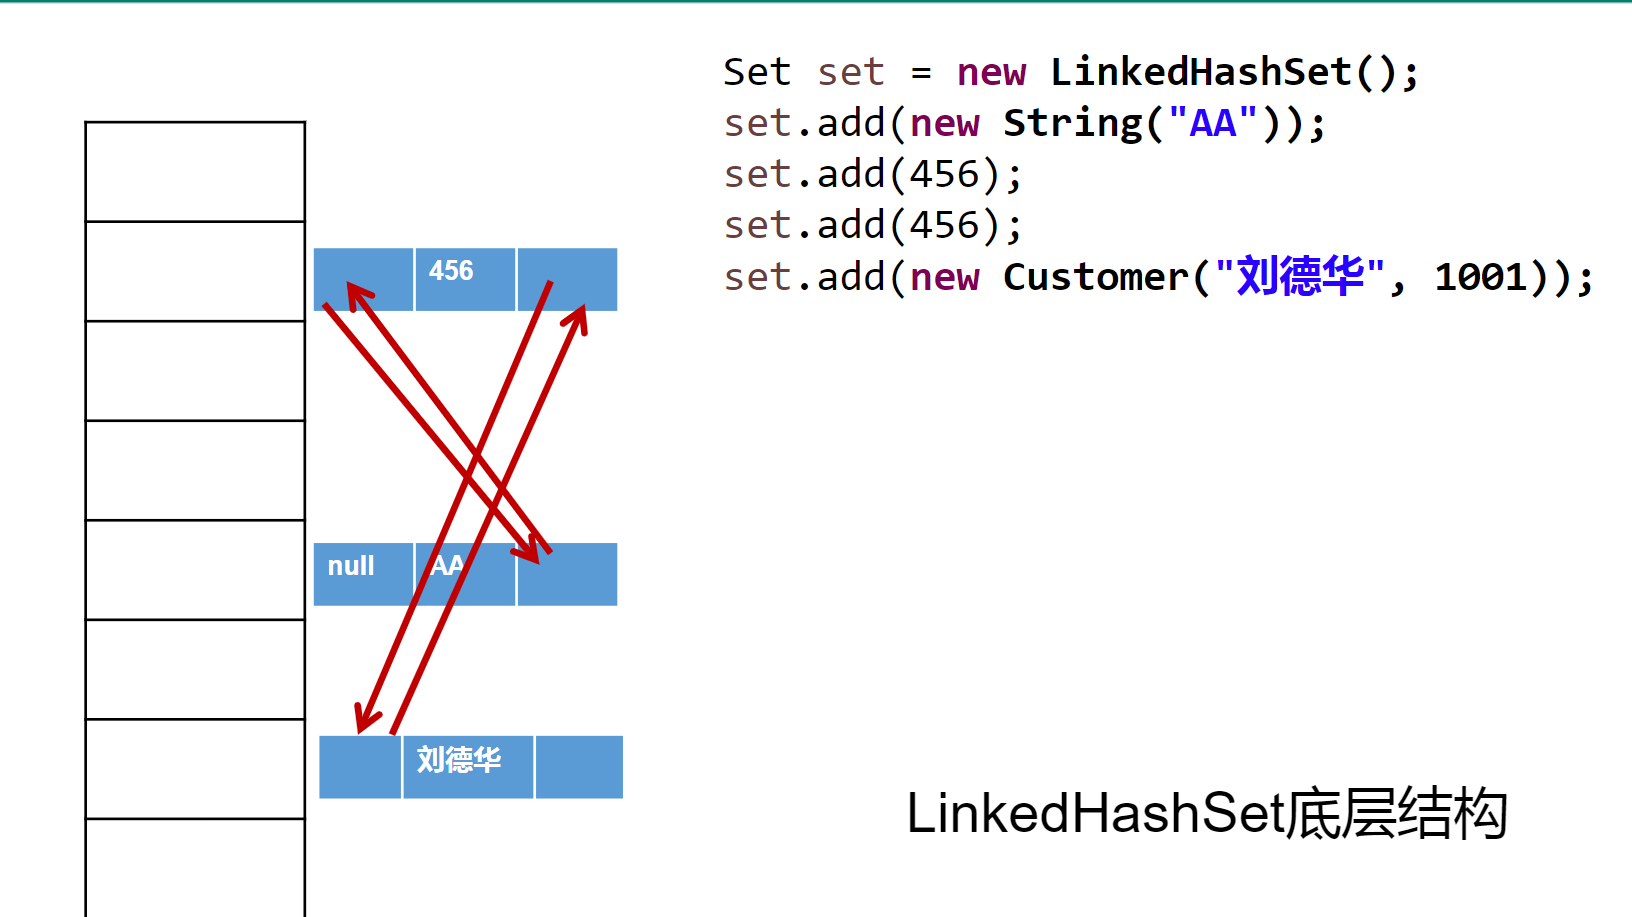 Set set = new LinkedHashSet();
set.add(new String("AA"));
set.add(456);
set.add(456);
set.add(new Customer("刘德华", 1001));
456
null AA
刘德华
LinkedHashSet底层结构